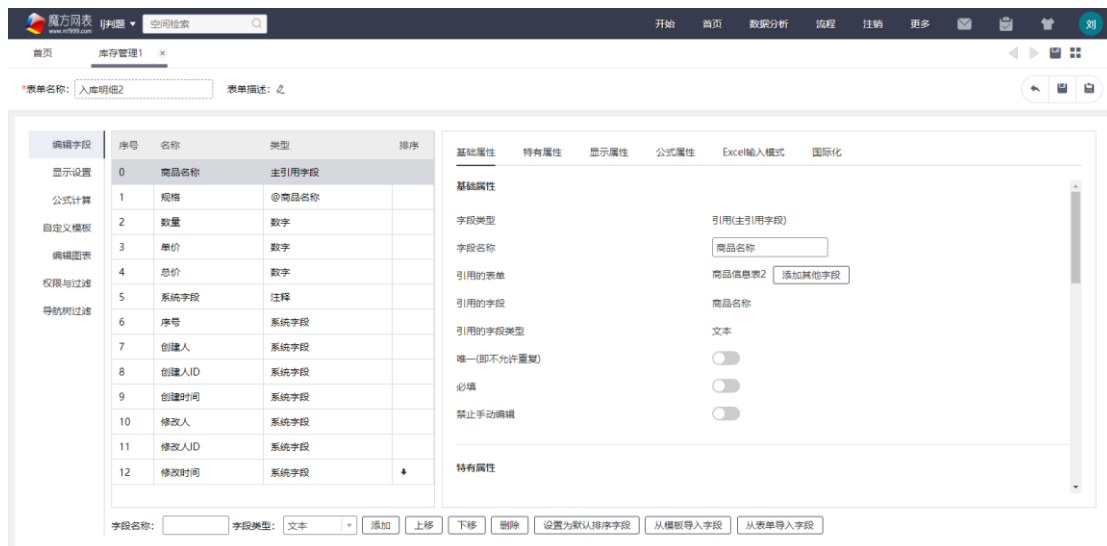 魔方网表 lj判题 空间检索 开始 首页 数据分析 流程 注销 更多 刘
www.mf999.com
首页 库存管理1 ×
*表单名称: 入库明细2 表单描述:
编辑字段
显示设置
公式计算
自定义模板
编辑图表
权限与过滤
导航树过滤
序号 名称 类型 排序
0 商品名称 主引用字段
1 规格 @商品名称
2 数量 数字
3 单价 数字
4 总价 数字
5 系统字段 注释
6 序号 系统字段
7 创建人 系统字段
8 创建人ID 系统字段
9 创建时间 系统字段
10 修改人 系统字段
11 修改人ID 系统字段
12 修改时间 系统字段
基础属性 特有属性 显示属性 公式属性 Excel输入模式 国际化
基础属性
字段类型 引用(主引用字段)
字段名称 商品名称
引用的表单 商品信息表2 添加其他字段
引用的字段 商品名称
引用的字段类型 文本
唯一(即不允许重复)
必填
禁止手动编辑
特有属性
字段名称: 字段类型: 文本 添加 上移 下移 删除 设置为默认排序字段 从模板导入字段 从表单导入字段